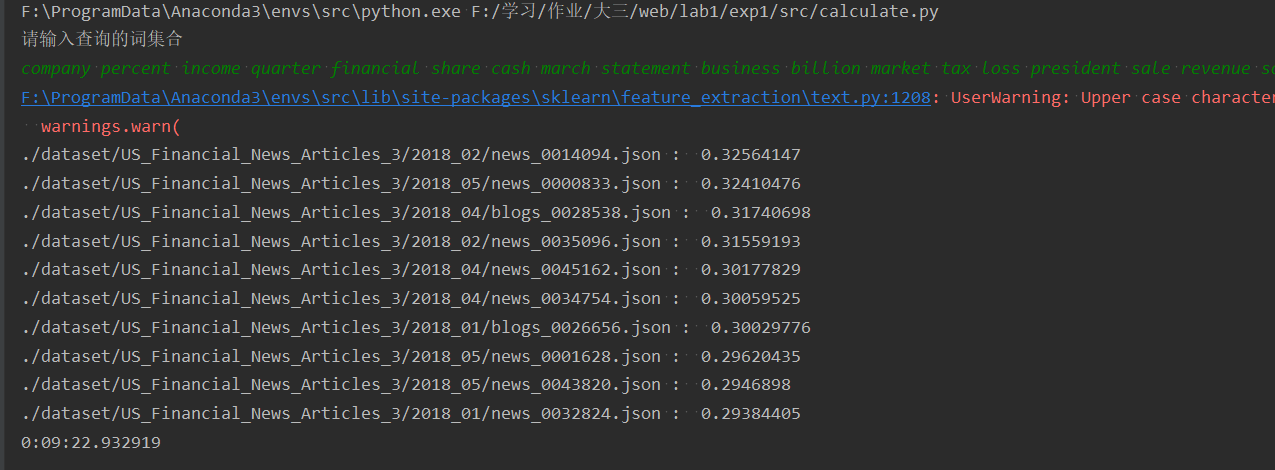 F:\ProgramData\Anaconda3\envs\src\python.exe F:/学习/作业/大三/web/lab1/exp1/src/calculate.py
请输入查询的词集合
company percent income quarter financial share cash march statement business billion market tax loss president sale revenue
F:\ProgramData\Anaconda3\envs\src\lib\site-packages\sklearn\feature_extraction\text.py:1208: UserWarning: Upper case
warnings.warn(
./dataset/US_Financial_News_Articles_3/2018_02/news_0014094.json : 0.32564147
./dataset/US_Financial_News_Articles_3/2018_05/news_0000833.json : 0.32410476
./dataset/US_Financial_News_Articles_3/2018_04/blogs_0028538.json : 0.31740698
./dataset/US_Financial_News_Articles_3/2018_02/news_0035096.json : 0.31559193
./dataset/US_Financial_News_Articles_3/2018_04/news_0045162.json : 0.30177829
./dataset/US_Financial_News_Articles_3/2018_04/news_0034754.json : 0.30059525
./dataset/US_Financial_News_Articles_3/2018_01/blogs_0026656.json : 0.30029776
./dataset/US_Financial_News_Articles_3/2018_05/news_0001628.json : 0.29620435
./dataset/US_Financial_News_Articles_3/2018_05/news_0043820.json : 0.2946898
./dataset/US_Financial_News_Articles_3/2018_01/news_0032824.json : 0.29384405
0:09:22.932919